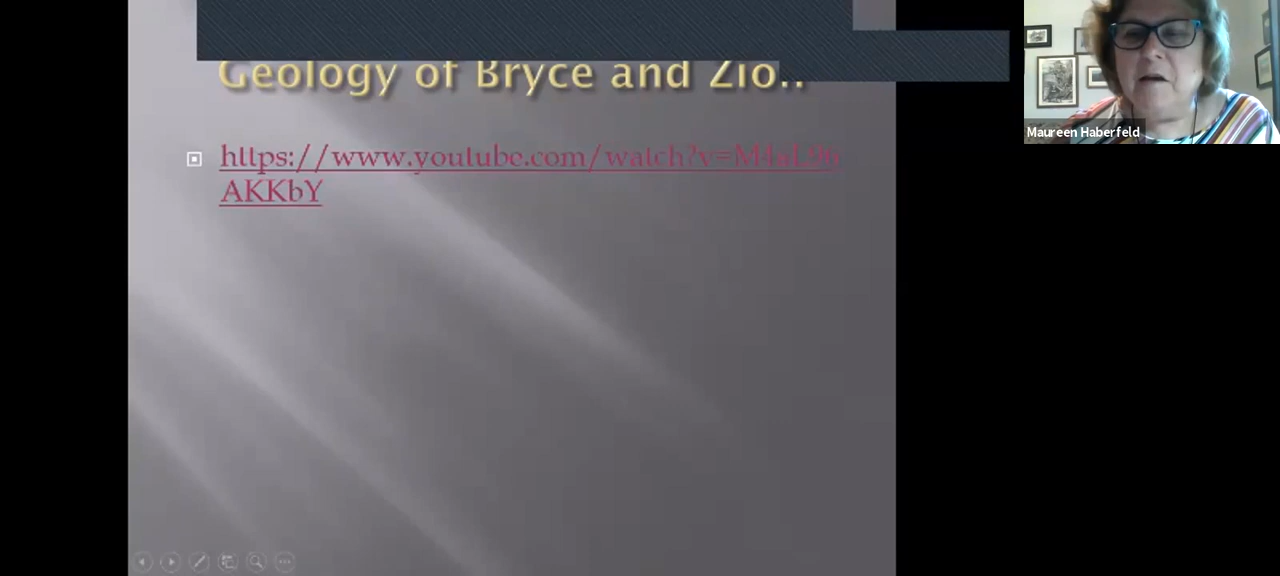 Geology of Bryce and Zio..
https://www.youtube.com/watch?v=
AKKbY
Maureen Haberfeld